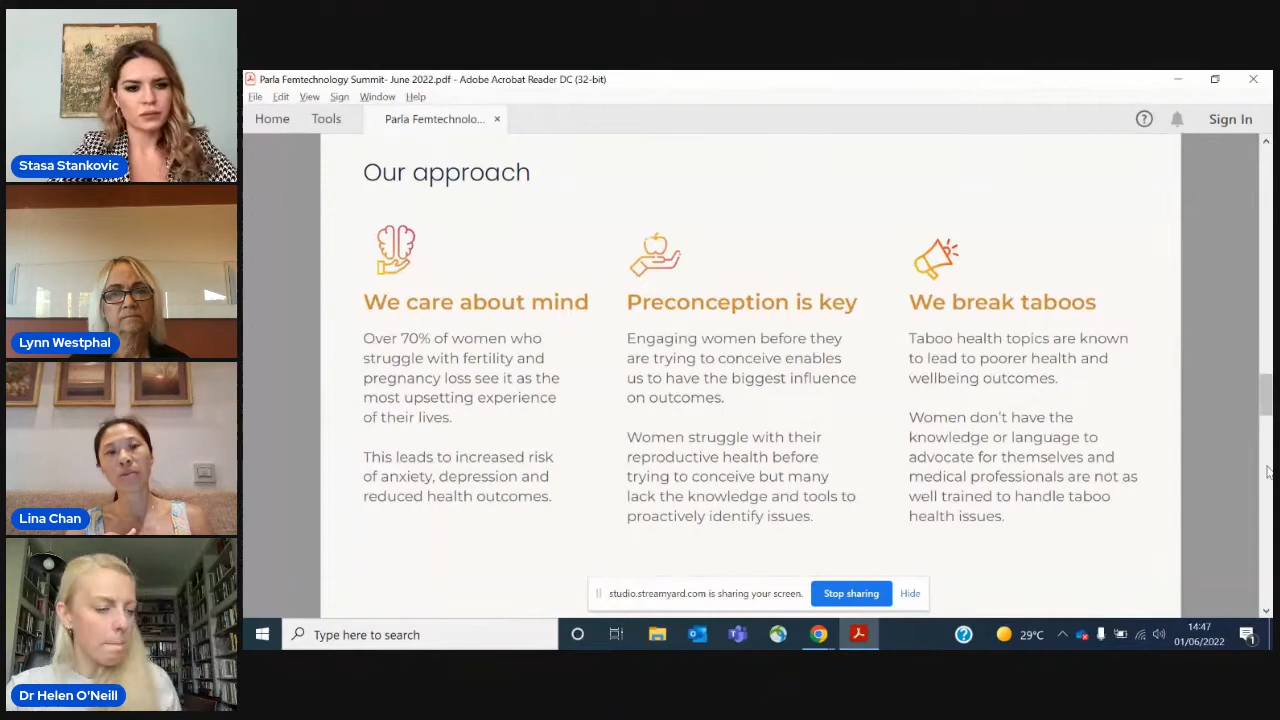 Stasa Stankovic
Lynn Westphal
Lina Chan
Dr Helen O'Neill
Parla Femtechnology Summit- June 2022.pdf - Adobe Acrobat Reader DC (32-bit)
File Edit View Sign Window Help
Home Tools Parla Femtechnolo... × Sign In
Our approach
We care about mind
Over 70% of women who
struggle with fertility and
pregnancy loss see it as the
most upsetting experience
of their lives.
This leads to increased risk
of anxiety, depression and
reduced health outcomes.
Preconception is key
Engaging women before they
are trying to conceive enables
us to have the biggest influence
on outcomes.
Women struggle with their
reproductive health before
trying to conceive but many
lack the knowledge and tools to
proactively identify issues.
We break taboos
Taboo health topics are known
to lead to poorer health and
wellbeing outcomes.
Women don't have the
knowledge or language to
advocate for themselves and
medical professionals are not as
well trained to handle taboo
health issues.
studio.streamyard.com is sharing your screen. Stop sharing Hide
Type here to search
29°C
14:47
01/06/2022
1